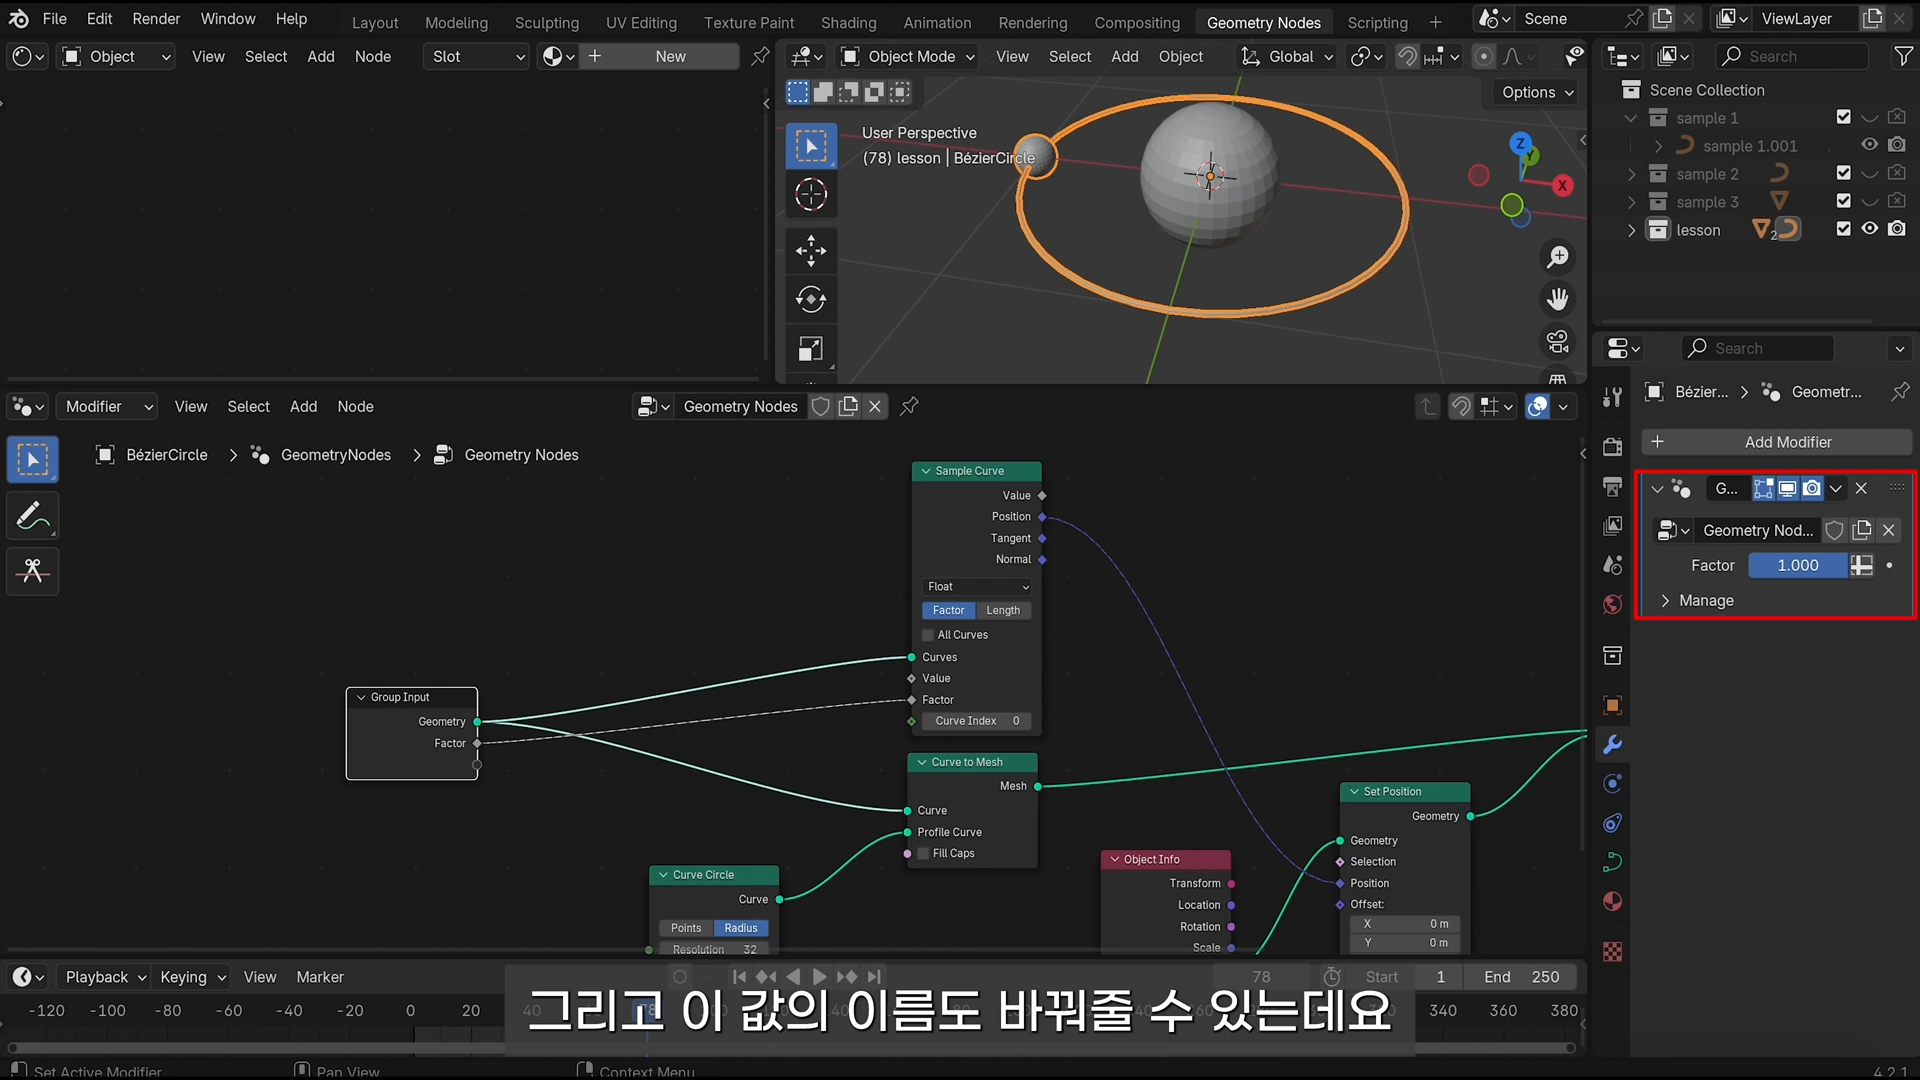 File Edit Render Window Help Layout Modeling Sculpting UV Editing Texture Paint Shading Animation Rendering Compositing Geometry Nodes Scripting + Scene ViewLayer
Object View Select Add Node Slot New Object Mode View Select Add Object Global Search
Options
User Perspective
(78) lesson | BézierCircle
Z
Y
X
Scene Collection
sample 1
sample 1.001
sample 2
sample 3
lesson 2
Search
Bézier... > Geometr...
+ Add Modifier
G...
Geometry Nod...
Factor 1.000
Manage
Modifier View Select Add Node Geometry Nodes
BézierCircle > GeometryNodes > Geometry Nodes
Sample Curve
Value
Position
Tangent
Normal
Float
Factor Length
All Curves
Curves
Value
Factor
Curve Index 0
Group Input
Geometry
Factor
Curve to Mesh
Mesh
Curve
Profile Curve
Fill Caps
Curve Circle
Curve
Points Radius
Resolution 32
Object Info
Transform
Location
Rotation
Scale
Set Position
Geometry
Geometry
Selection
Position
Offset:
X 0 m
Y 0 m
Playback Keying View Marker 78 Start 1 End 250
-120 -100 -80 -60 -40 -20 0 20 40 340 360 380
그리고 이 값의 이름도 바꿔줄 수 있는데요
Set Active Modifier Pan View Context Menu 4.2.1